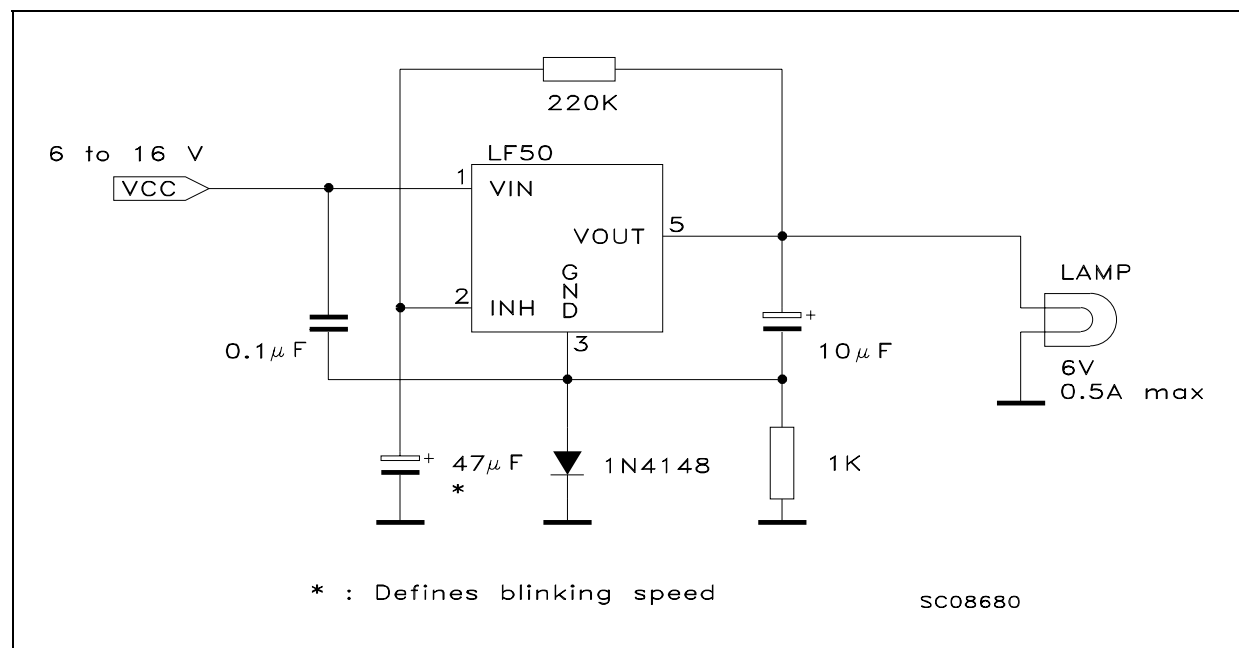 220K
6 to 16 V
LF50
VCC
1
VIN
5
VOUT
LAMP
GND
2
INH
3
+
0.1μF
10μF
6V
0.5A max
+
47μF
*
1N4148
1K
* : Defines blinking speed
SC08680